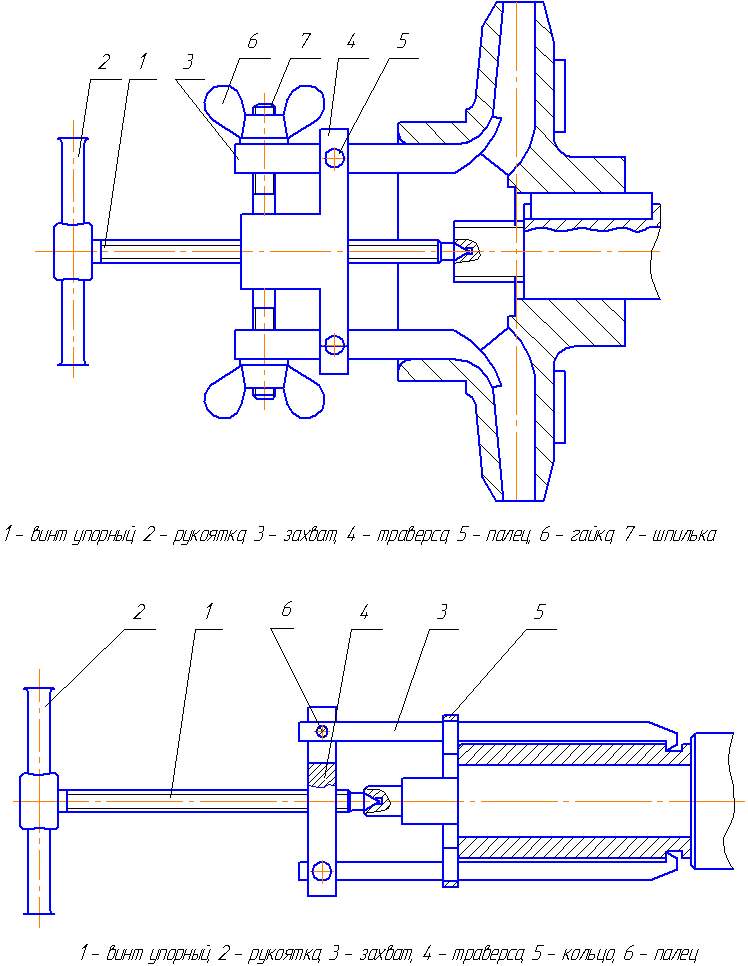 6 7 4 5
2 1 3
1 - винт упорный, 2 - рукоятка, 3 - захват, 4 - траверса, 5 - палец, 6 - гайка, 7 - шпилька
2 1 6 4 3 5
1 - винт упорный, 2 - рукоятка, 3 - захват, 4 - траверса, 5 - кольцо, 6 - палец